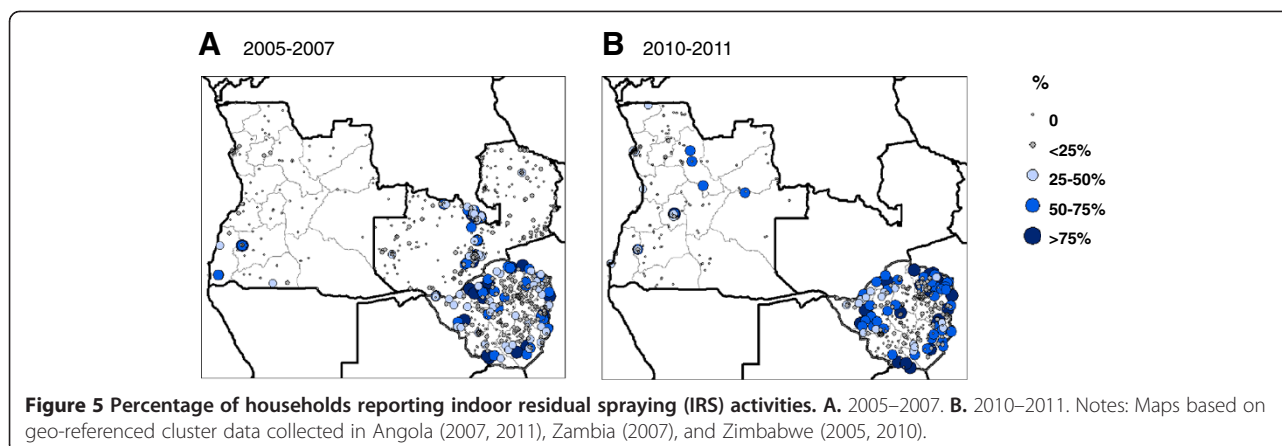 A 2005-2007
B 2010-2011
%
0
<25%
25-50%
50-75%
>75%
Figure 5 Percentage of households reporting indoor residual spraying (IRS) activities. A. 2005–2007. B. 2010–2011. Notes: Maps based on
geo-referenced cluster data collected in Angola (2007, 2011), Zambia (2007), and Zimbabwe (2005, 2010).